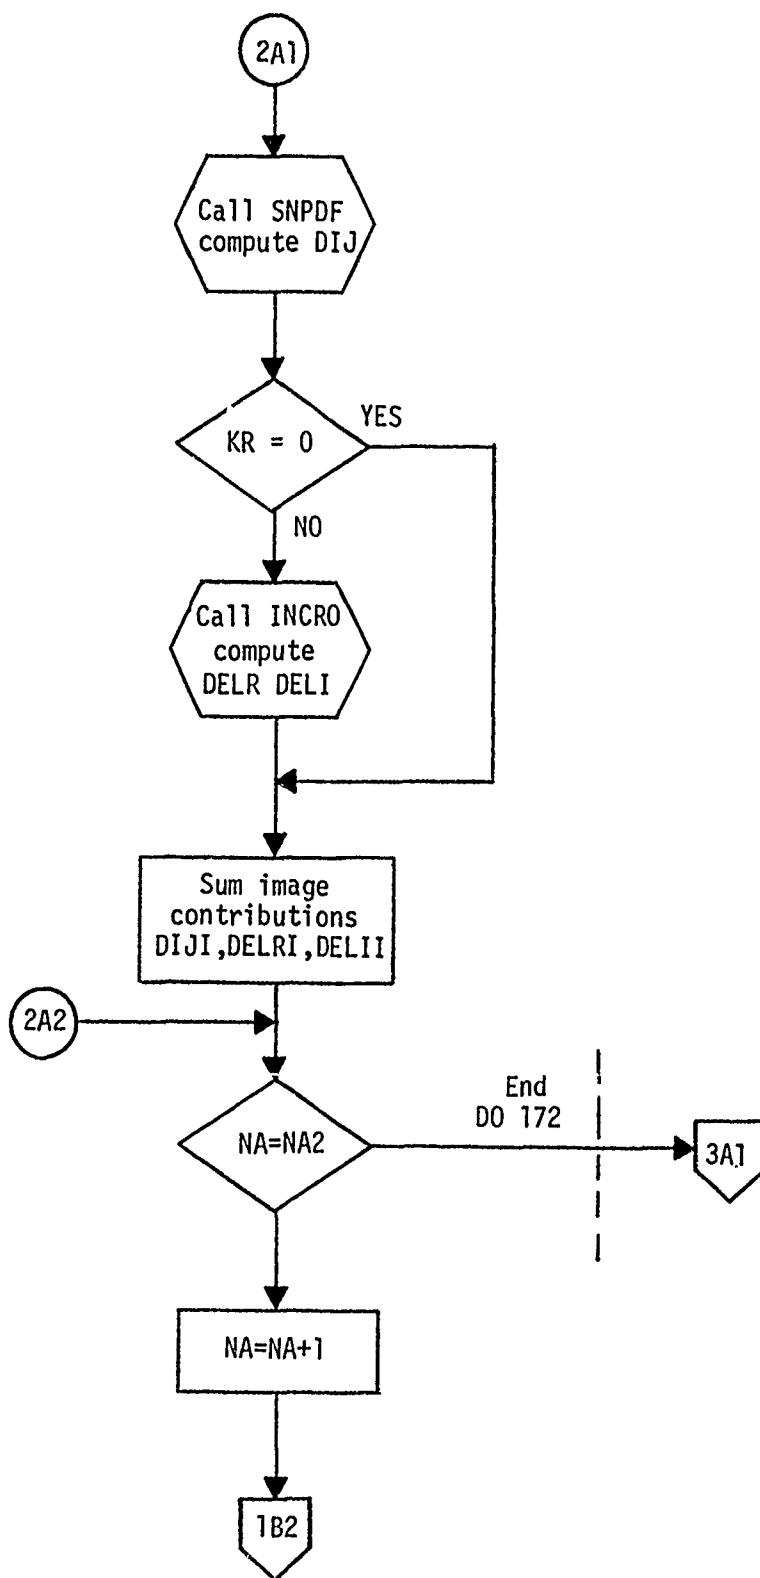 2A1
Call SNPDF
compute DIJ
KR = 0
YES
NO
Call INCRO
compute
DELR DELI
Sum image
contributions
DIJI,DELRI,DELII
2A2
NA=NA2
End
DO 172
3A1
NA=NA+1
1B2